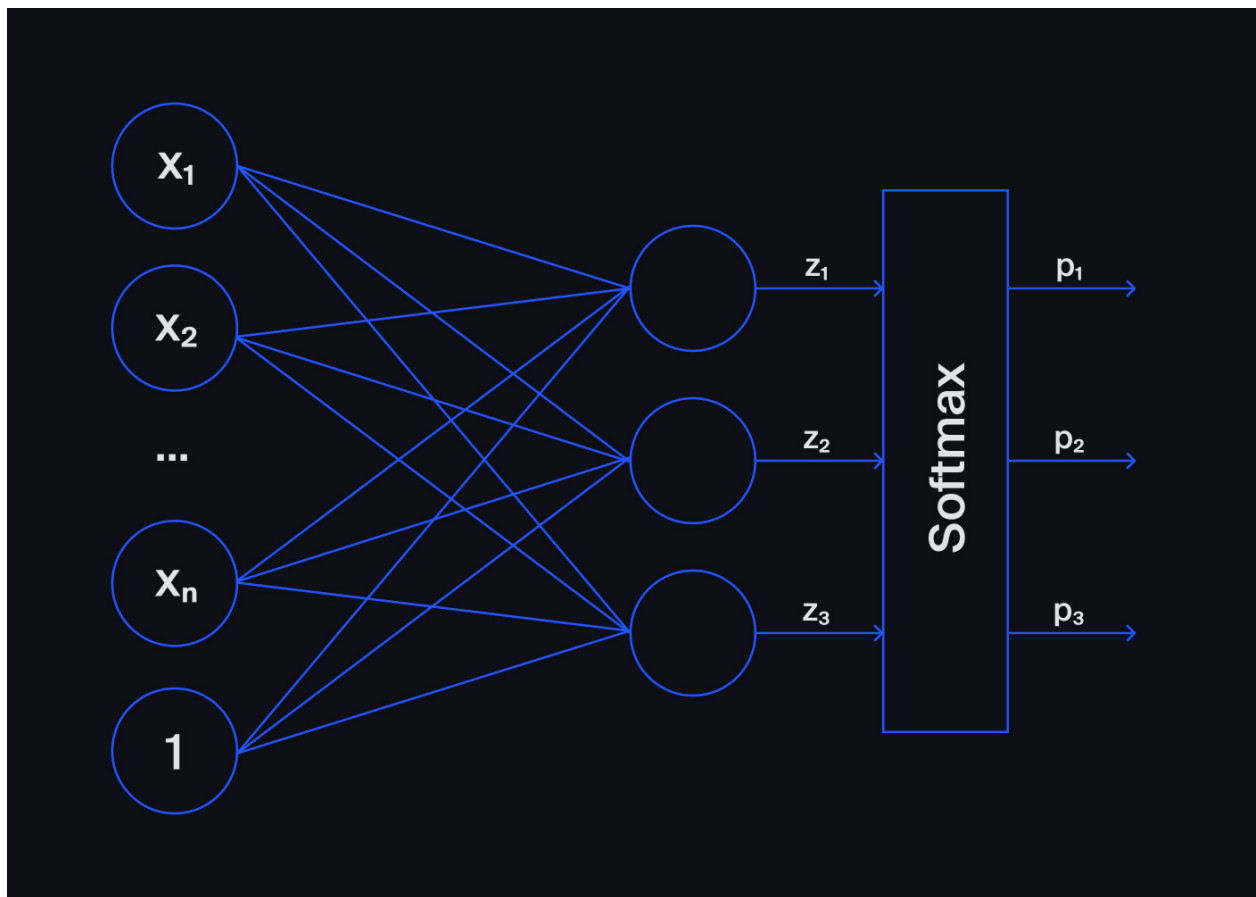 x₁
x₂
...
xₙ
1
z₁
z₂
z₃
Softmax
p₁
p₂
p₃